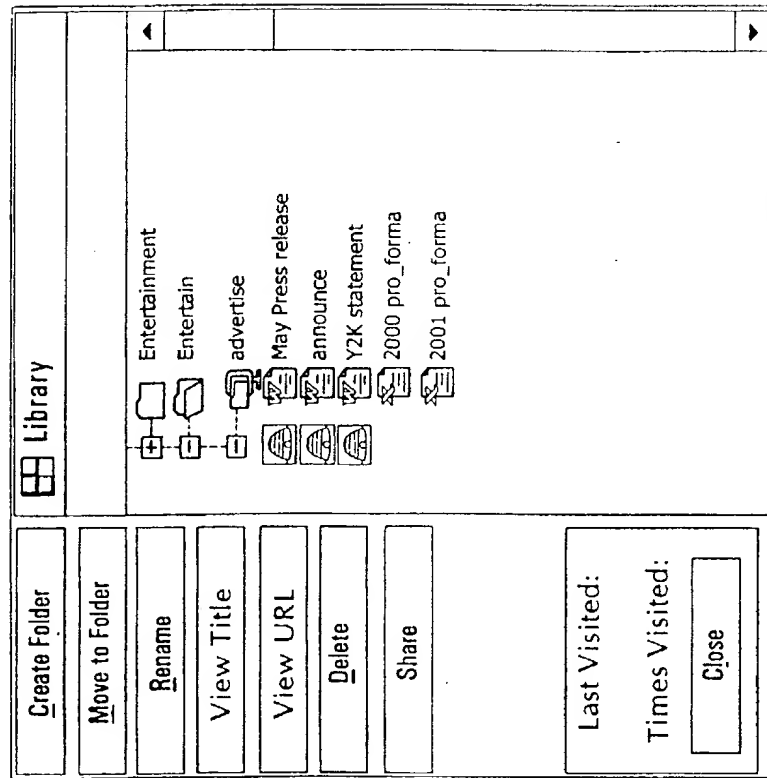 Create Folder
Move to Folder
Rename
View Title
View URL
Delete
Share
Last Visited:
Times Visited:
Close
Library
Entertainment
Entertain
advertise
May Press release
announce
Y2K statement
2000 pro_forma
2001 pro_forma